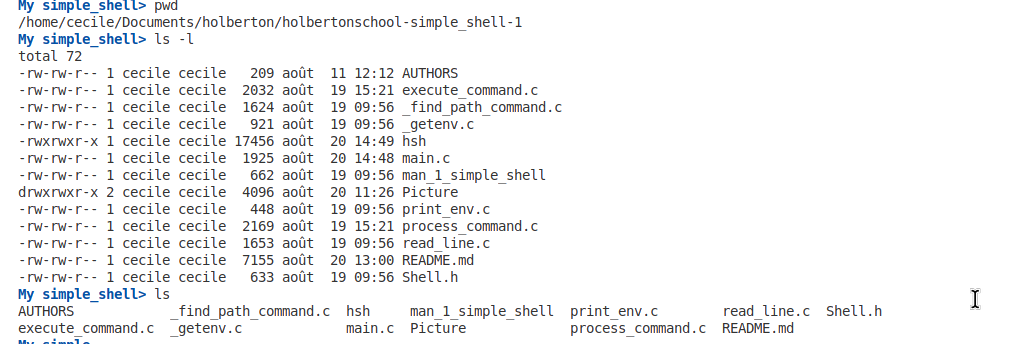 My simple_shell> pwd
/home/cecile/Documents/holberton/holbertonschool-simple_shell-1
My simple_shell> ls -l
total 72
-rw-rw-r-- 1 cecile cecile   209 août  11 12:12 AUTHORS
-rw-rw-r-- 1 cecile cecile  2032 août  19 15:21 execute_command.c
-rw-rw-r-- 1 cecile cecile  1624 août  19 09:56 _find_path_command.c
-rw-rw-r-- 1 cecile cecile   921 août  19 09:56 _getenv.c
-rwxrwxr-x 1 cecile cecile 17456 août  20 14:49 hsh
-rw-rw-r-- 1 cecile cecile  1925 août  20 14:48 main.c
-rw-rw-r-- 1 cecile cecile   662 août  19 09:56 man_1_simple_shell
drwxrwxr-x 2 cecile cecile  4096 août  20 11:26 Picture
-rw-rw-r-- 1 cecile cecile   448 août  19 09:56 print_env.c
-rw-rw-r-- 1 cecile cecile  2169 août  19 15:21 process_command.c
-rw-rw-r-- 1 cecile cecile  1653 août  19 09:56 read_line.c
-rw-rw-r-- 1 cecile cecile  7155 août  20 13:00 README.md
-rw-rw-r-- 1 cecile cecile   633 août  19 09:56 Shell.h
My simple_shell> ls
AUTHORS            _find_path_command.c  hsh     man_1_simple_shell  print_env.c        read_line.c  Shell.h
execute_command.c  _getenv.c             main.c  Picture             process_command.c  README.md
My simple